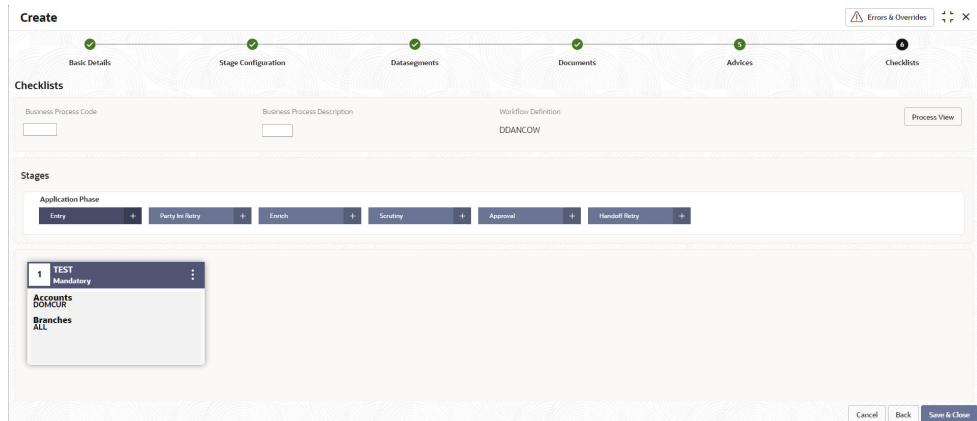 Create
Errors & Overrides
5
6
Basic Details
Stage Configuration
Datasegments
Documents
Advices
Checklists
Checklists
Business Process Code
Business Process Description
Workflow Definition
DDANCOW
Process View
Stages
Application Phase
Entry +
Party Ini Retry +
Enrich +
Scrutiny +
Approval +
Handoff Retry +
1
TEST
Mandatory
Accounts
DOMCUR
Branches
ALL
Cancel
Back
Save & Close